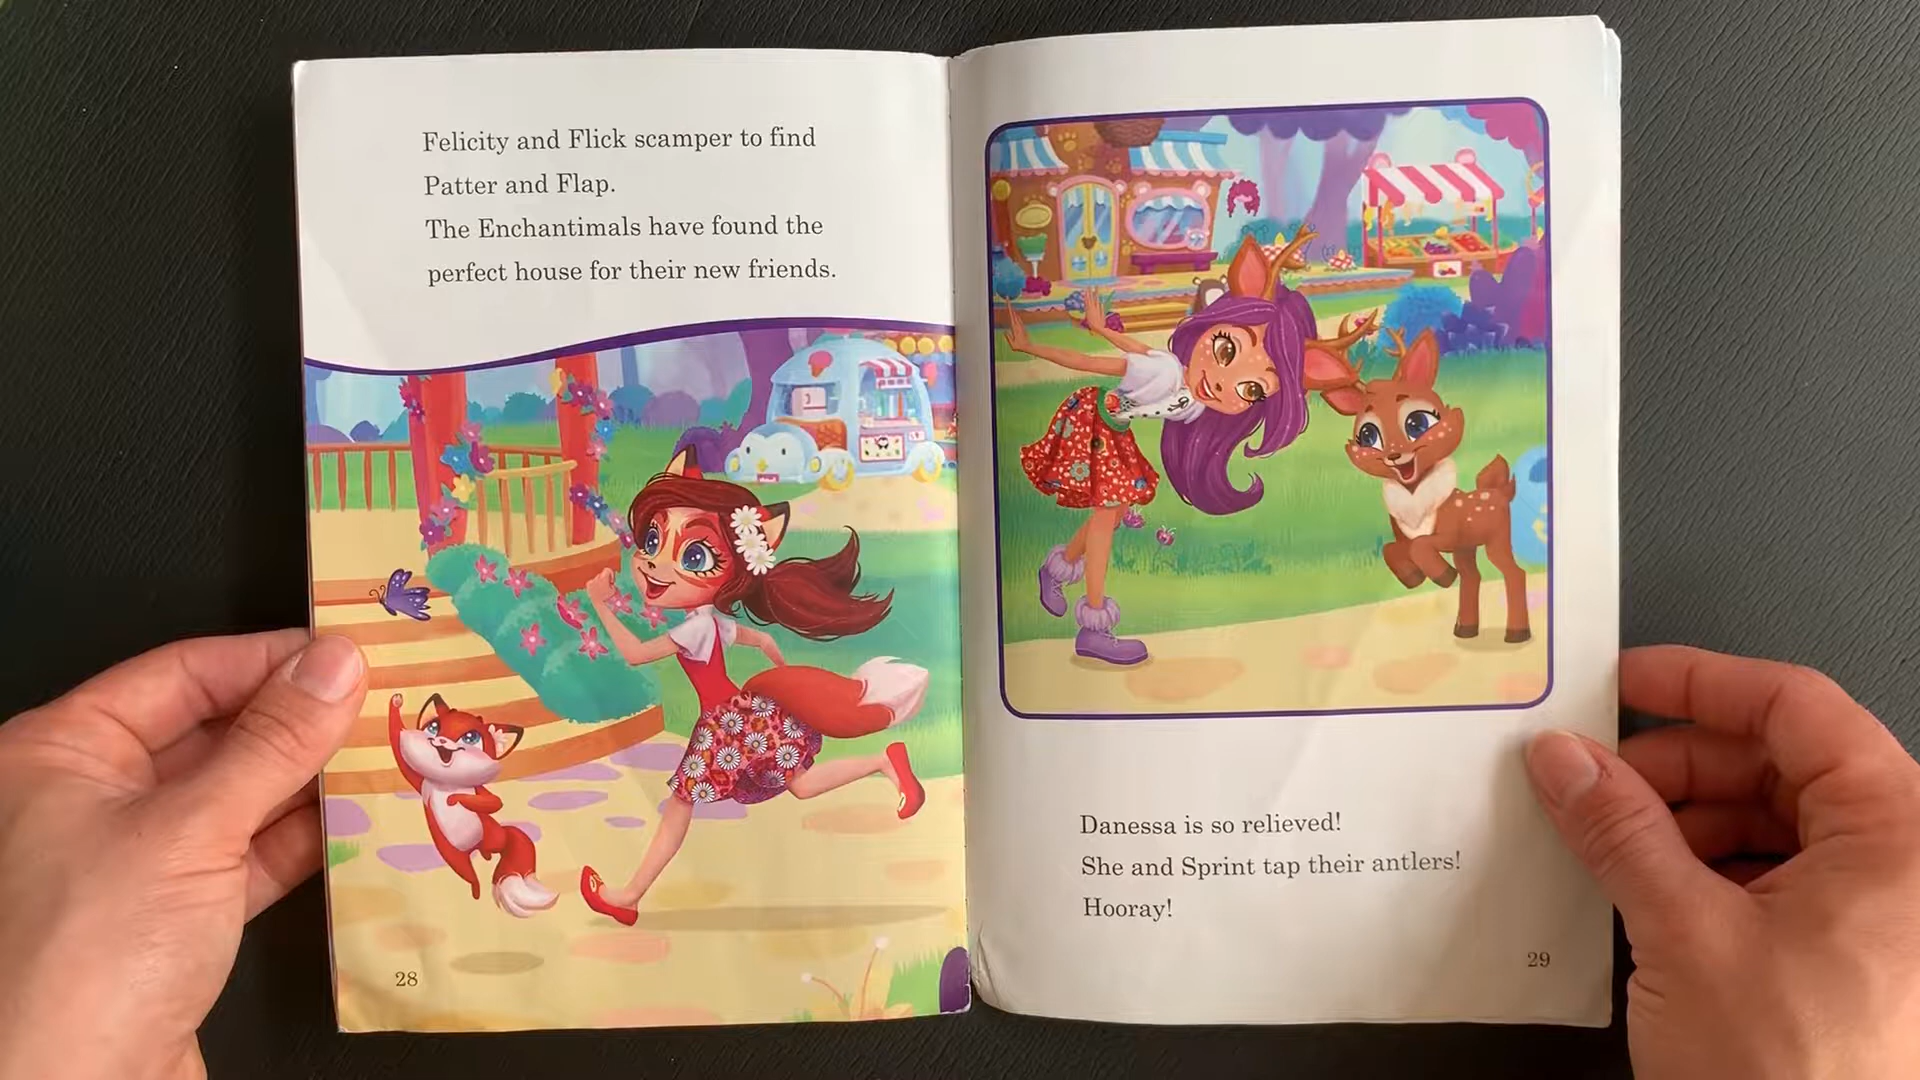 Felicity and Flick scamper to find
Patter and Flap.
The Enchantimals have found the
perfect house for their new friends.
28
Danessa is so relieved!
She and Sprint tap their antlers!
Hooray!
29